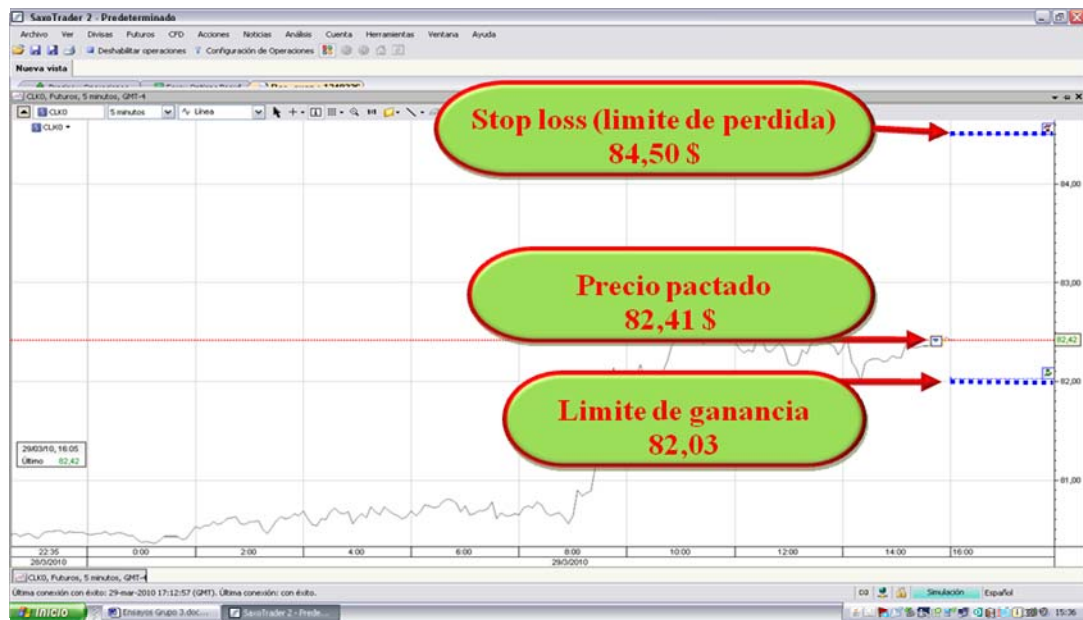 SaxoTrader 2 - Predeterminado
Archivo Ver Divisas Futuros CFD Acciones Noticias Análisis Cuenta Herramientas Ventana Ayuda
Deshabilitar operaciones Configuración de Operaciones
Nueva vista
CLK0, Futuros, 5 minutos, GMT-4
CLK0 5 minutos Línea
CLK0
Stop loss (limite de perdida)
84,50 $
84,00
83,00
Precio pactado
82,41 $
82,42
82,00
Limite de ganancia
82,03
29/03/10, 16:05
Último 82,42
81,00
22:35 0:00 2:00 4:00 6:00 8:00 10:00 12:00 14:00 16:00
28/3/2010 29/3/2010
CLK0, Futuros, 5 minutos, GMT-4
Última conexión con éxito: 29-mar-2010 17:12:57 (GMT). Última conexión: con éxito.
Simulación Español
Inicio Ensayos Grupo 3.doc... SaxoTrader 2 - Prede...
15:36